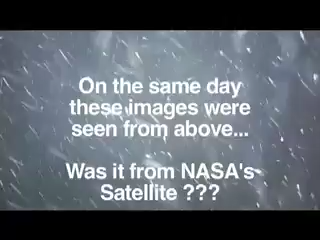 On the same day
these images were
seen from above...
Was it from NASA's
Satellite ???